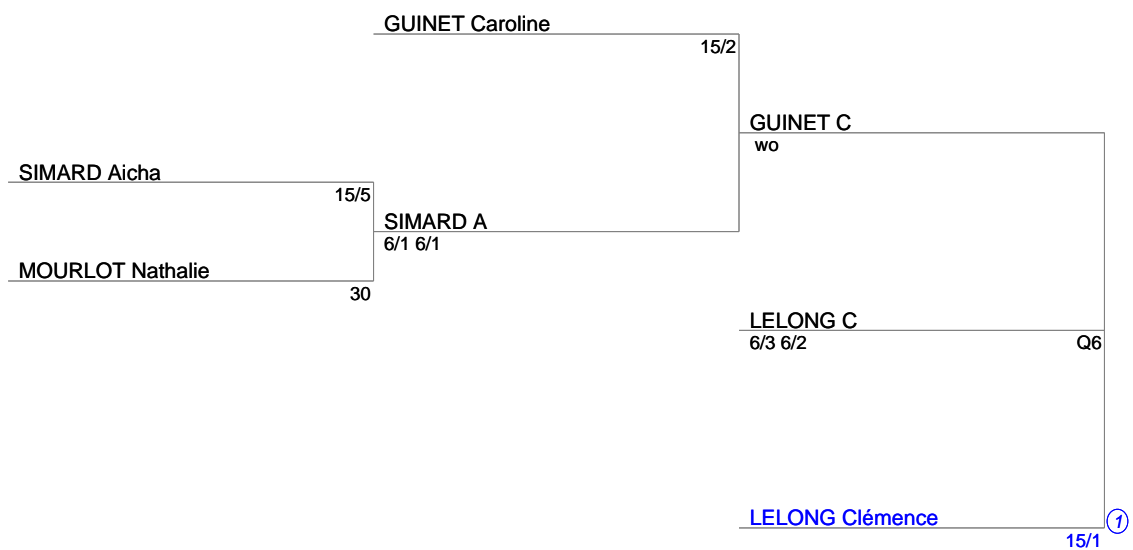 GUINET Caroline
15/2
GUINET C
wo
SIMARD Aicha
15/5
SIMARD A
6/1 6/1
MOURLOT Nathalie
30
LELONG C
6/3 6/2 Q6
LELONG Clémence 1
15/1